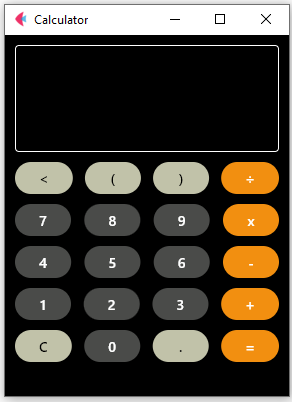 Calculator
< ( ) ÷
7 8 9 x
4 5 6 -
1 2 3 +
C 0 . =